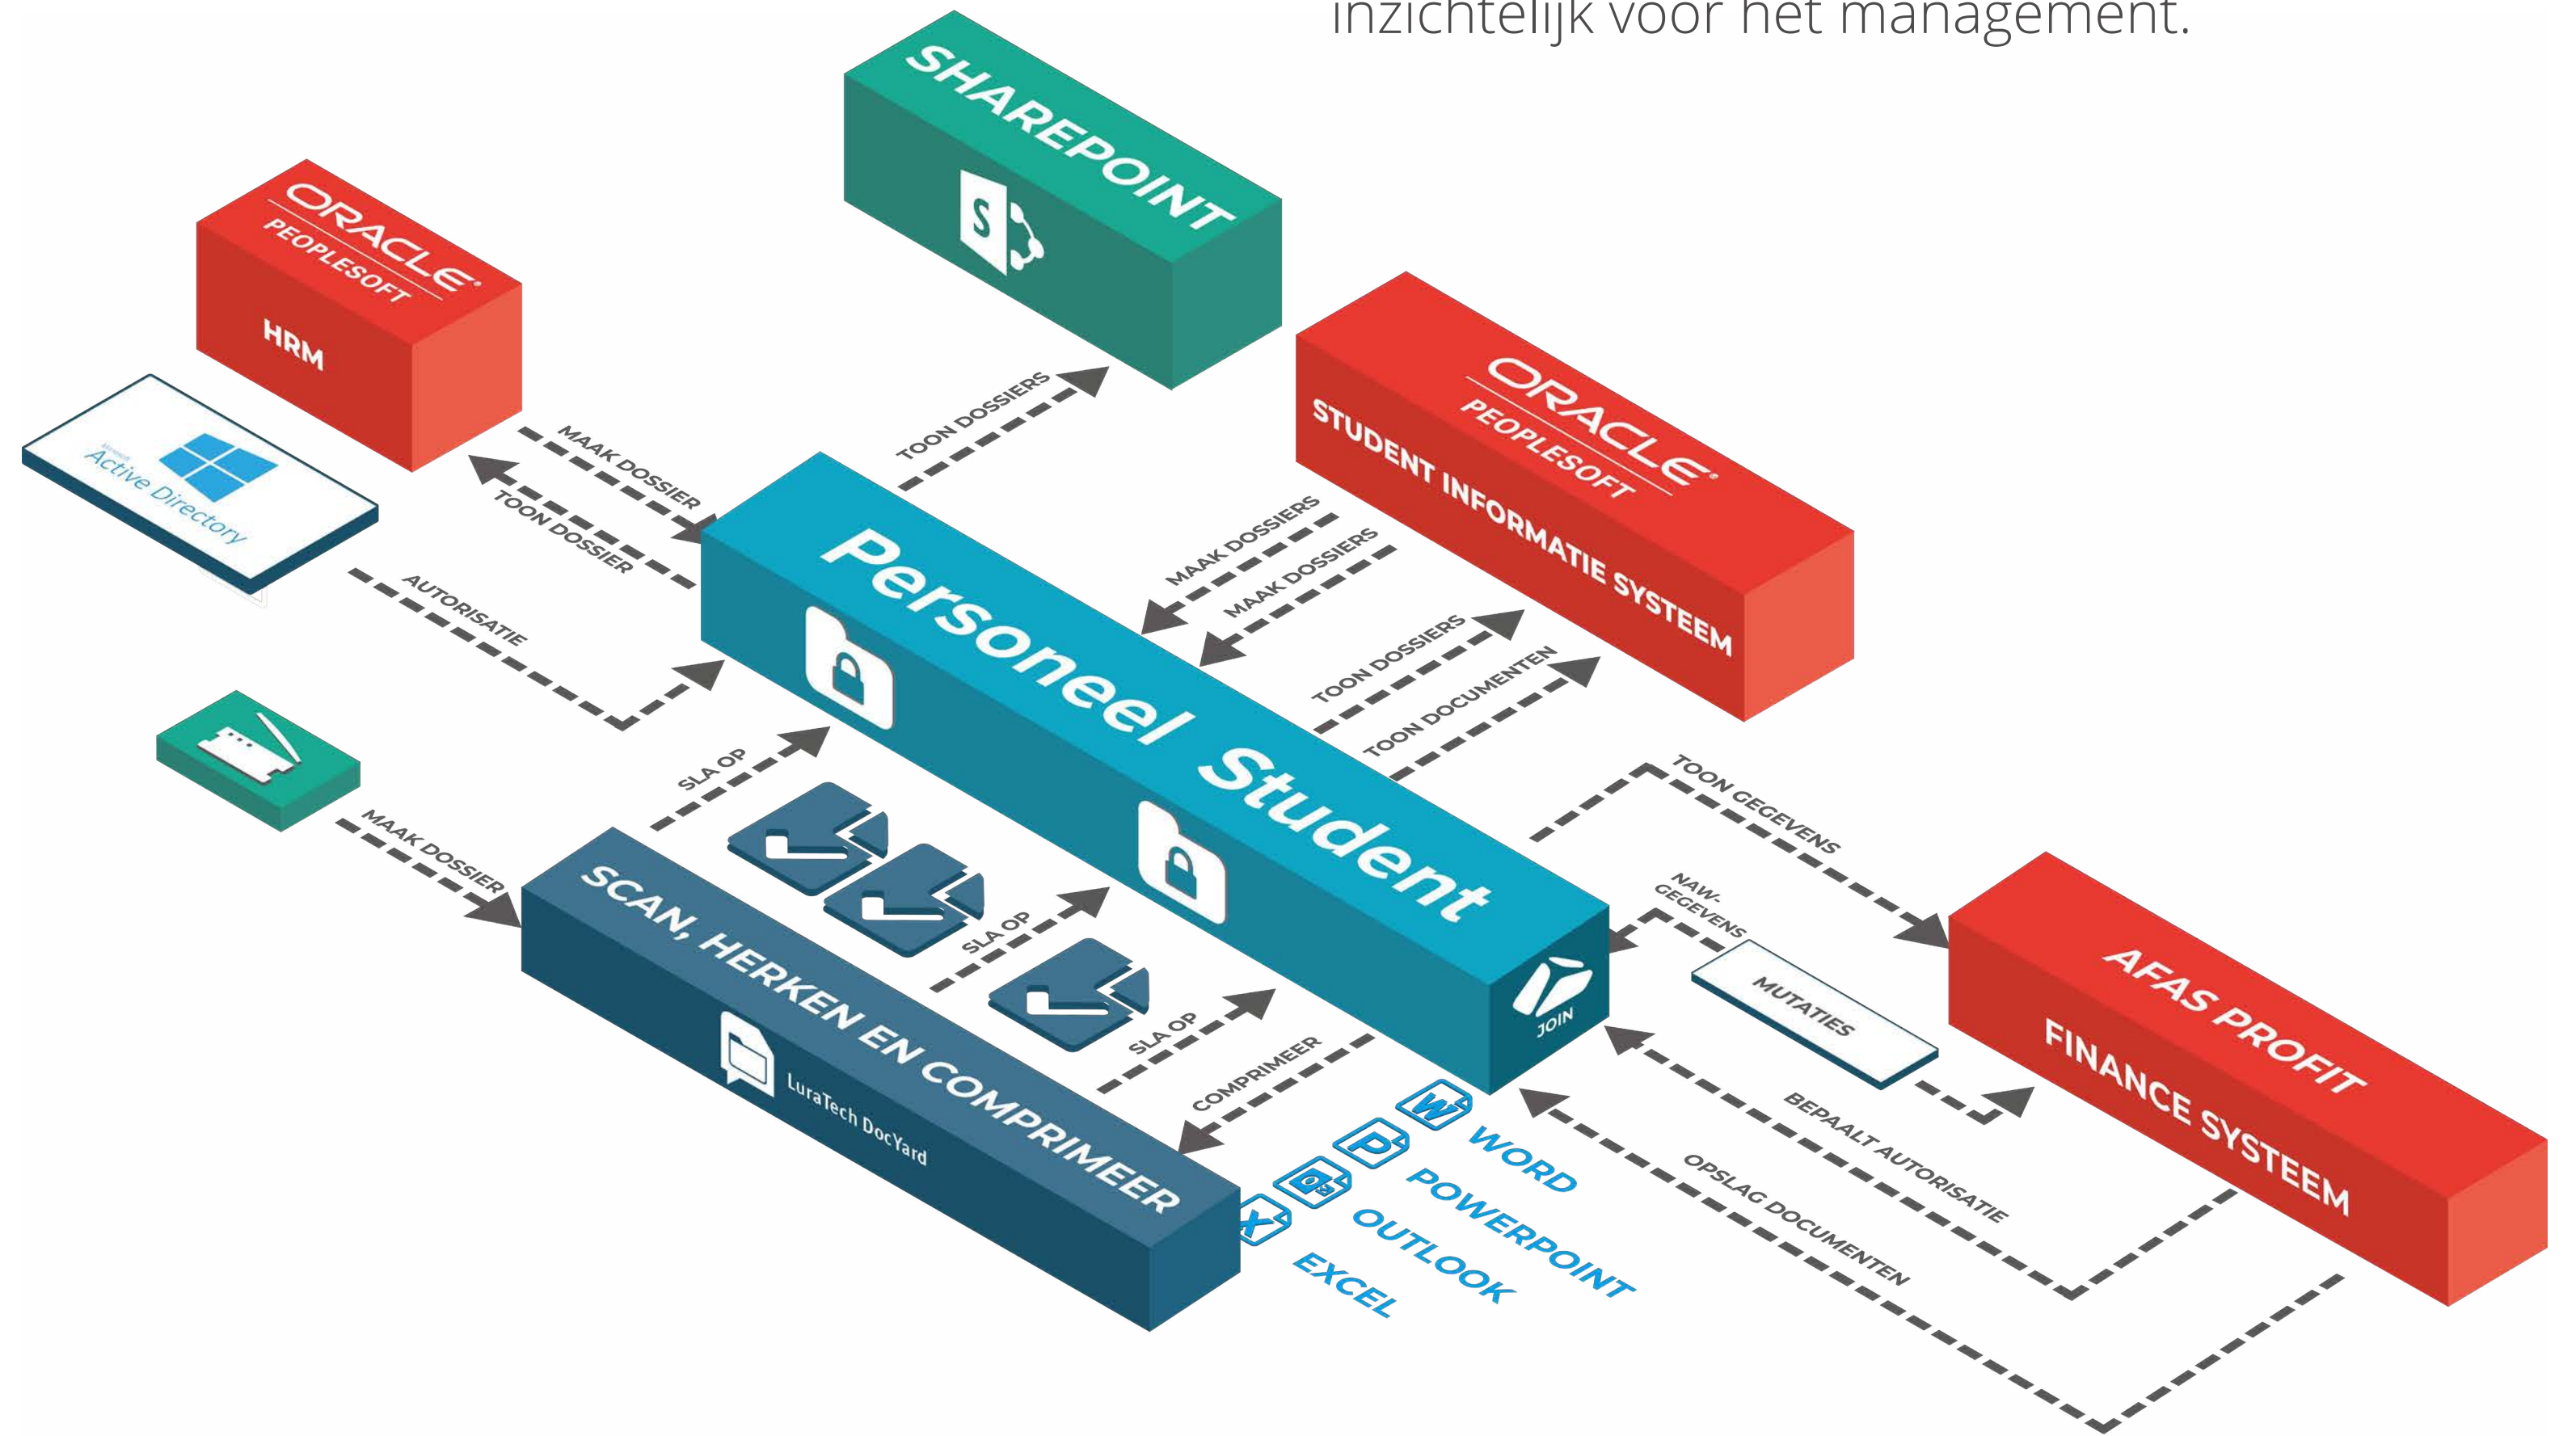 inzichtelijk voor het management.
SHAREPOINT
S
ORACLE®
PEOPLESOFT
HRM
Microsoft
Active Directory
ORACLE®
PEOPLESOFT
STUDENT INFORMATIE SYSTEEM
TOON DOSSIERS
MAAK DOSSIER
TOON DOSSIER
AUTORISATIE
MAAK DOSSIERS
MAAK DOSSIERS
TOON DOSSIERS
TOON DOCUMENTEN
Personeel Student
JOIN
SLA OP
MAAK DOSSIER
SLA OP
SLA OP
COMPRIMEER
SCAN, HERKEN EN COMPRIMEER
LuraTech DocYard
TOON GEGEVENS
NAW-
GEGEVENS
MUTATIES
AFAS PROFIT
FINANCE SYSTEEM
BEPAALT AUTORISATIE
OPSLAG DOCUMENTEN
W
WORD
P
POWERPOINT
O
OUTLOOK
X
EXCEL